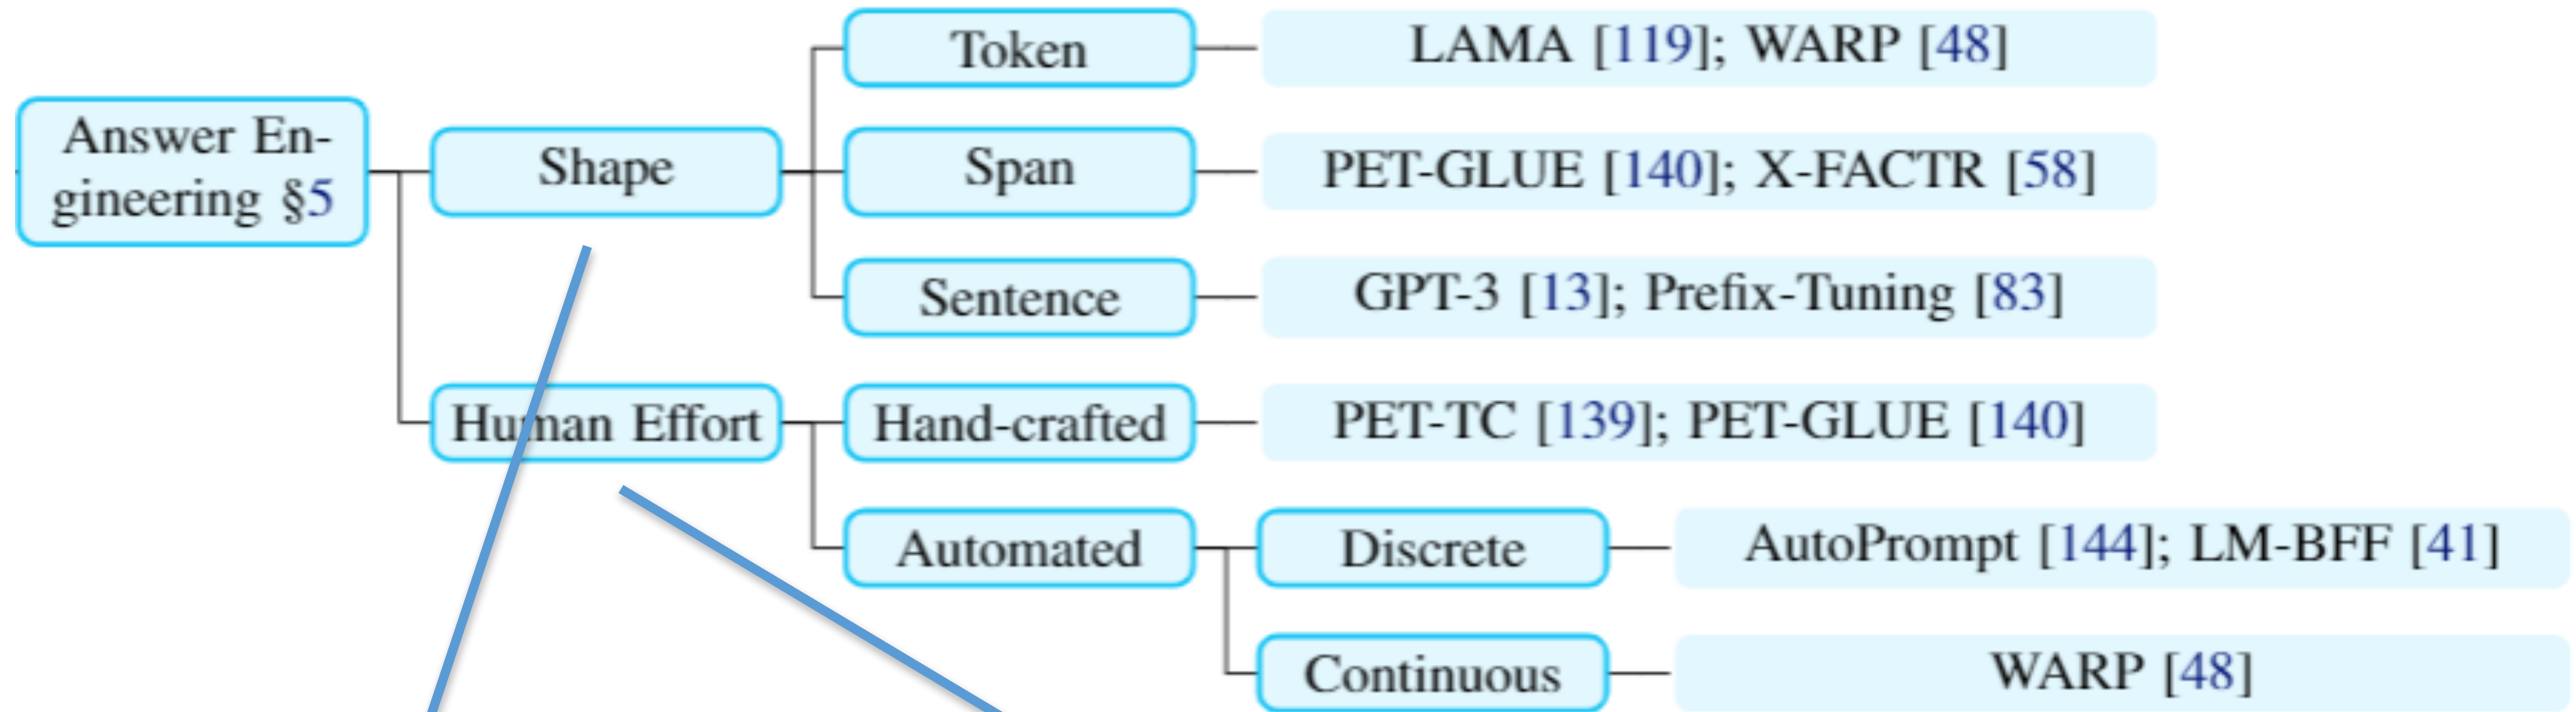 Answer En-
gineering §5
Shape
Token
LAMA [119]; WARP [48]
Span
PET-GLUE [140]; X-FACTR [58]
Sentence
GPT-3 [13]; Prefix-Tuning [83]
Human Effort
Hand-crafted
PET-TC [139]; PET-GLUE [140]
Automated
Discrete
AutoPrompt [144]; LM-BFF [41]
Continuous
WARP [48]